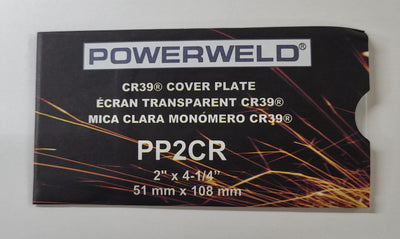 POWERWELD®
CR39® COVER PLATE
ÉCRAN TRANSPARENT CR39®
MICA CLARA MONÓMERO CR39®
PP2CR
2" x 4-1/4"
51 mm x 108 mm